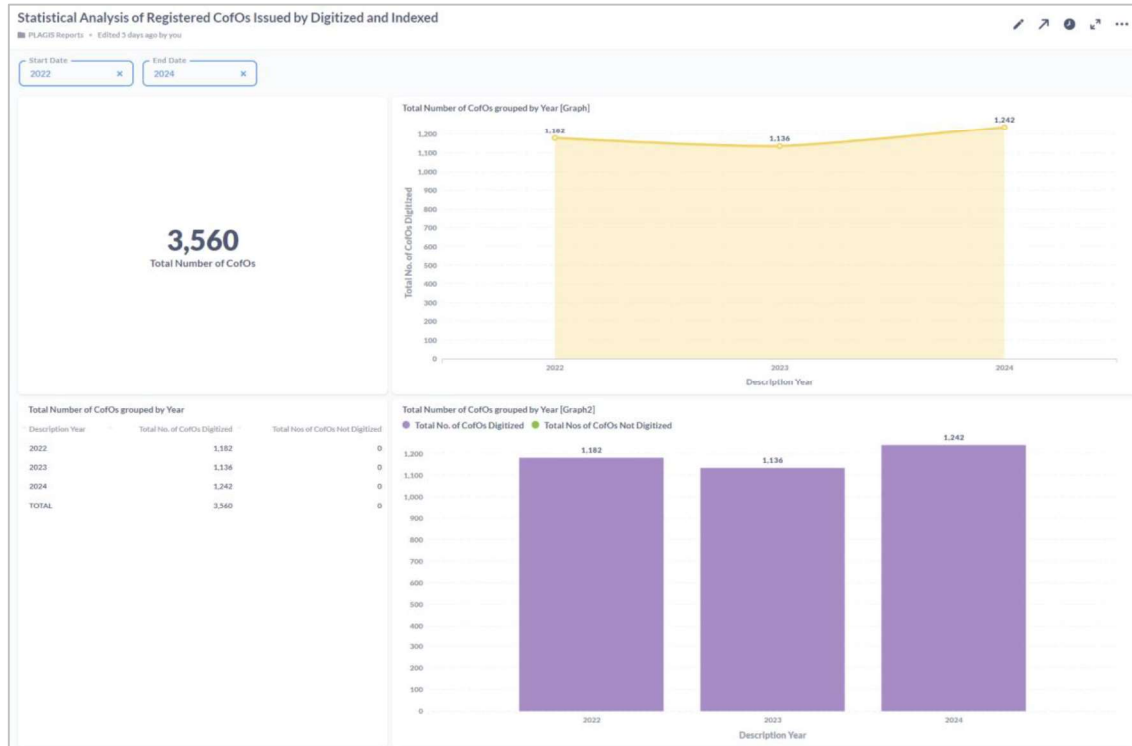 Statistical Analysis of Registered CofOs Issued by Digitized and Indexed
PLAGIS Reports • Edited 3 days ago by you
Start Date
2022 ×
End Date
2024 ×
3,560
Total Number of CofOs
Total Number of CofOs grouped by Year [Graph]
Total No. of CofOs Digitized
1,200
1,100
1,000
900
800
700
600
500
400
300
200
100
0
1,182
1,136
1,242
2022 2023 2024
Description Year
Total Number of CofOs grouped by Year
Description Year Total No. of CofOs Digitized Total Nos of CofOs Not Digitized
2022 1,182 0
2023 1,136 0
2024 1,242 0
TOTAL 3,560 0
Total Number of CofOs grouped by Year [Graph2]
Total No. of CofOs Digitized Total Nos of CofOs Not Digitized
1,200
1,100
1,000
900
800
700
600
500
400
300
200
100
0
1,182
1,136
1,242
2022 2023 2024
Description Year